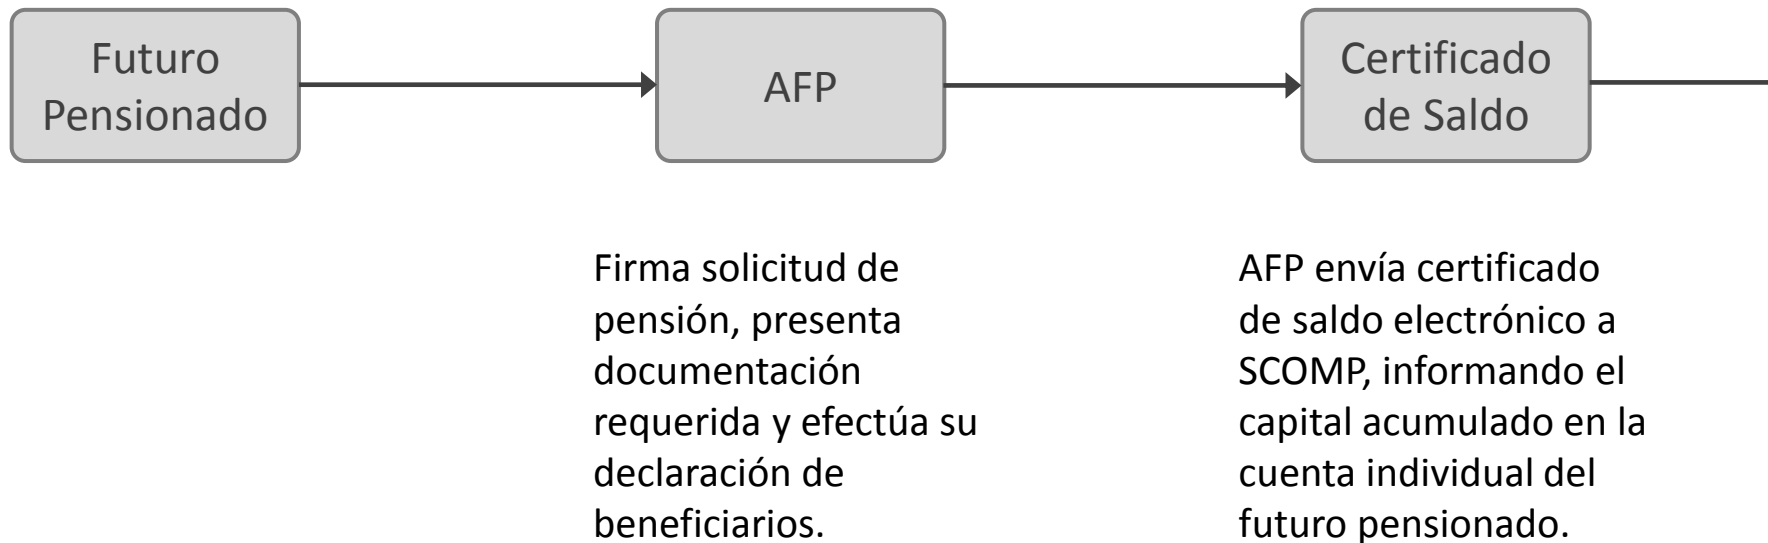 Futuro
Pensionado
AFP
Certificado
de Saldo
Firma solicitud de
pensión, presenta
documentación
requerida y efectúa su
declaración de
beneficiarios.
AFP envía certificado
de saldo electrónico a
SCOMP, informando el
capital acumulado en la
cuenta individual del
futuro pensionado.